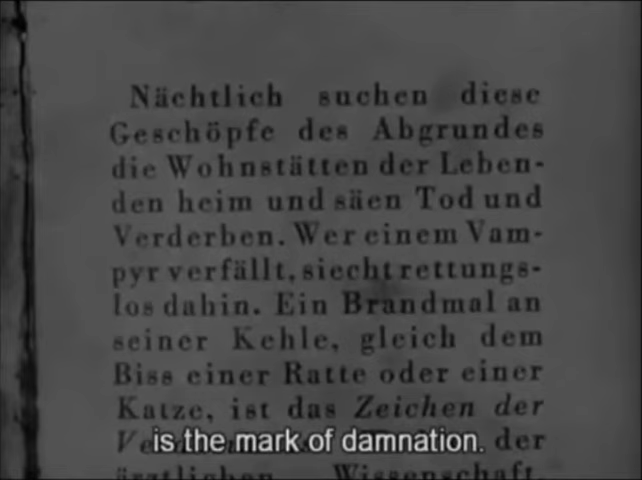 Nächtlich suchen diese
Geschöpfe des Abgrundes
die Wohnstätten der Leben-
den heim und säen Tod und
Verderben. Wer einem Vam-
pyr verfällt, siecht rettungs-
los dahin. Ein Brandmal an
seiner Kehle, gleich dem
Biss einer Ratte oder einer
Katze, ist das Zeichen der
der
ärztlichen Wissenschaft,
is the mark of damnation.